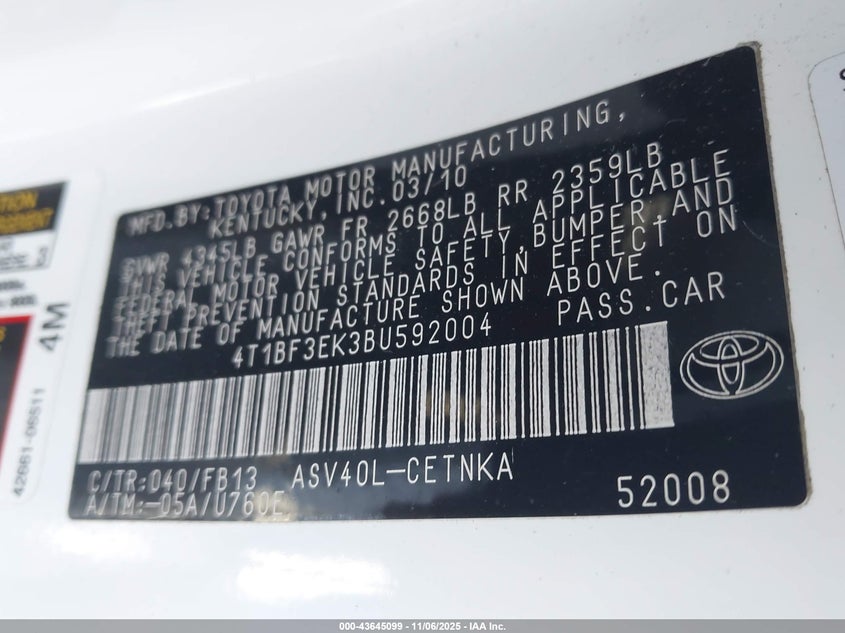 MFD. BY: TOYOTA MOTOR MANUFACTURING,
KENTUCKY, INC. 03/10
GVWR 4345LB GAWR FR 2668LB RR 2359LB
THIS VEHICLE CONFORMS TO ALL APPLICABLE
FEDERAL MOTOR VEHICLE SAFETY, BUMPER, AND
THEFT PREVENTION STANDARDS IN EFFECT ON
THE DATE OF MANUFACTURE SHOWN ABOVE.
4T1BF3EK3BU592004 PASS. CAR
C/TR: 040/FB13 ASV40L-CETNKA
A/TM: -05A/U760E 52008
4M
42661-06511
000-43645099 - 11/06/2025 - IAA Inc.